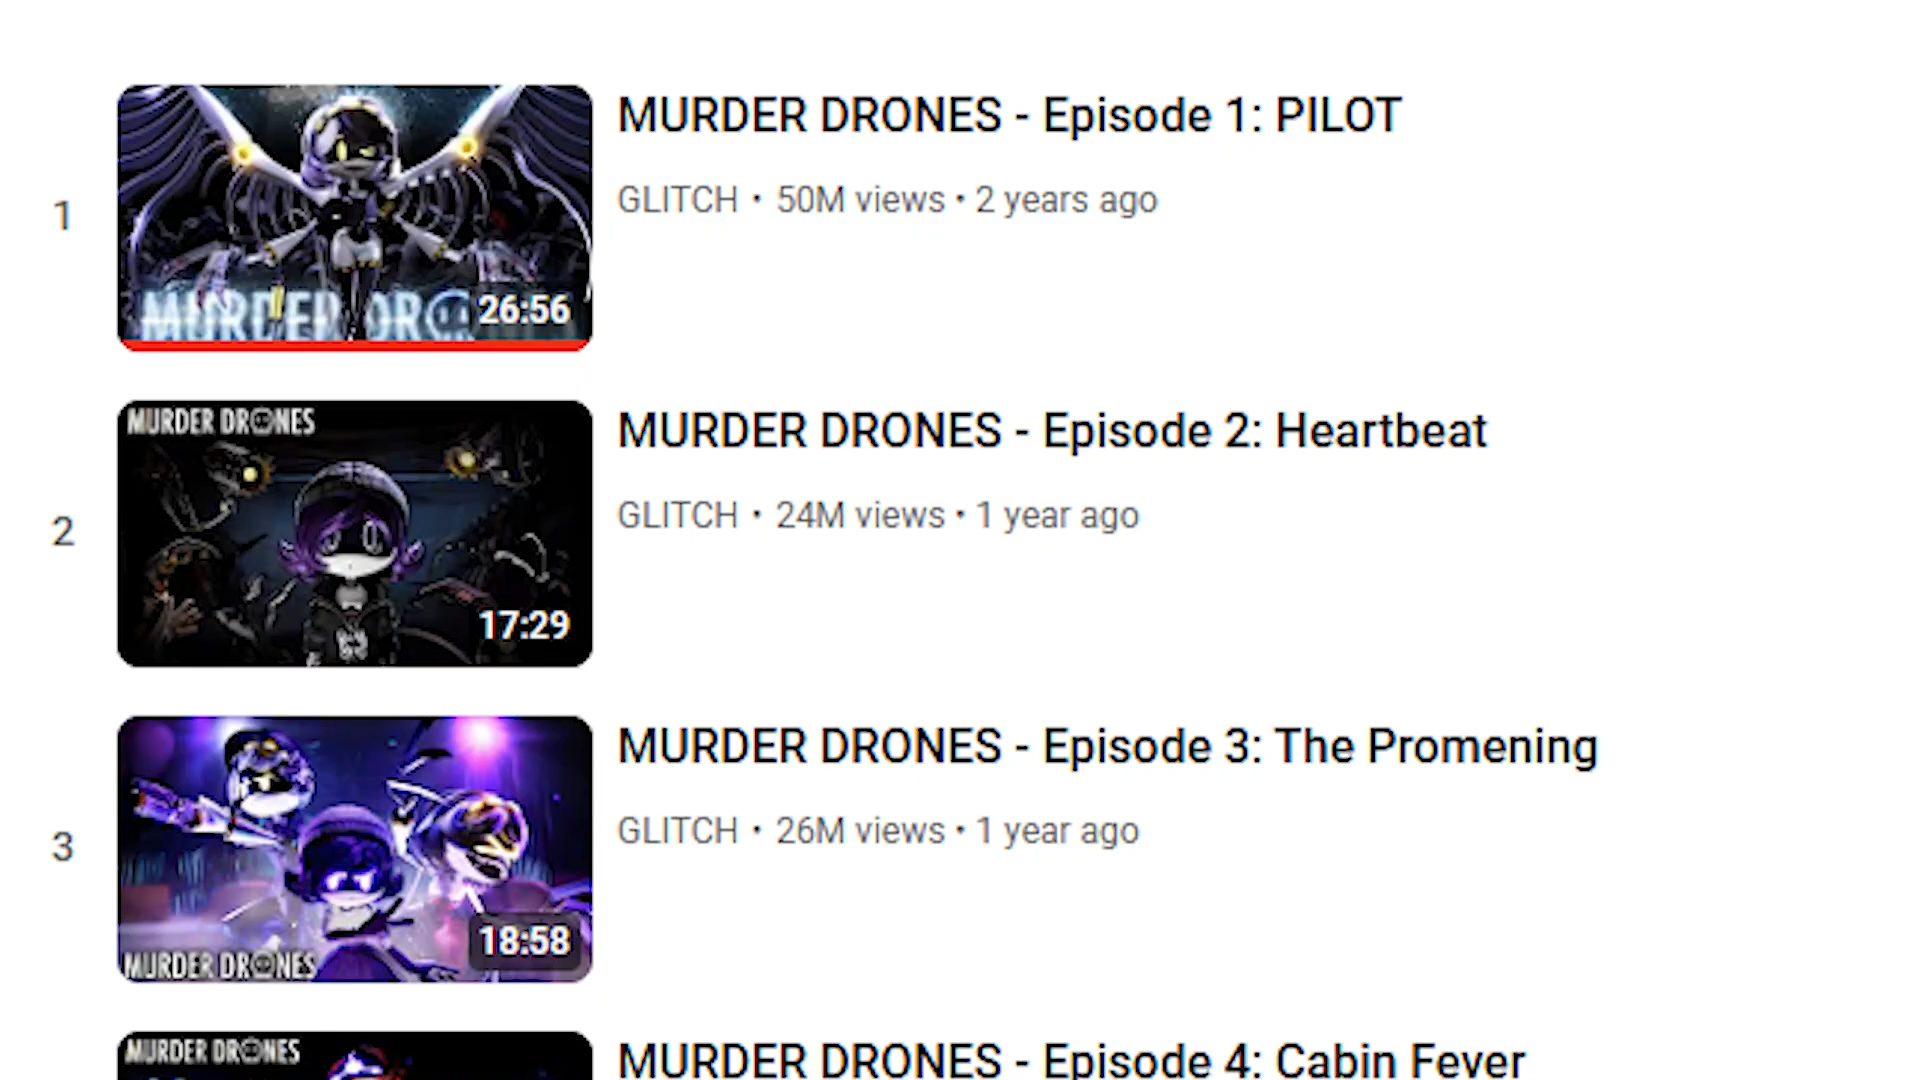 1
MURDER DRONES - Episode 1: PILOT
GLITCH • 50M views • 2 years ago
26:56
2
MURDER DRONES
MURDER DRONES - Episode 2: Heartbeat
GLITCH • 24M views • 1 year ago
17:29
3
MURDER DRONES - Episode 3: The Promening
GLITCH • 26M views • 1 year ago
18:58
MURDER DRONES
MURDER DRONES
MURDER DRONES - Episode 4: Cabin Fever